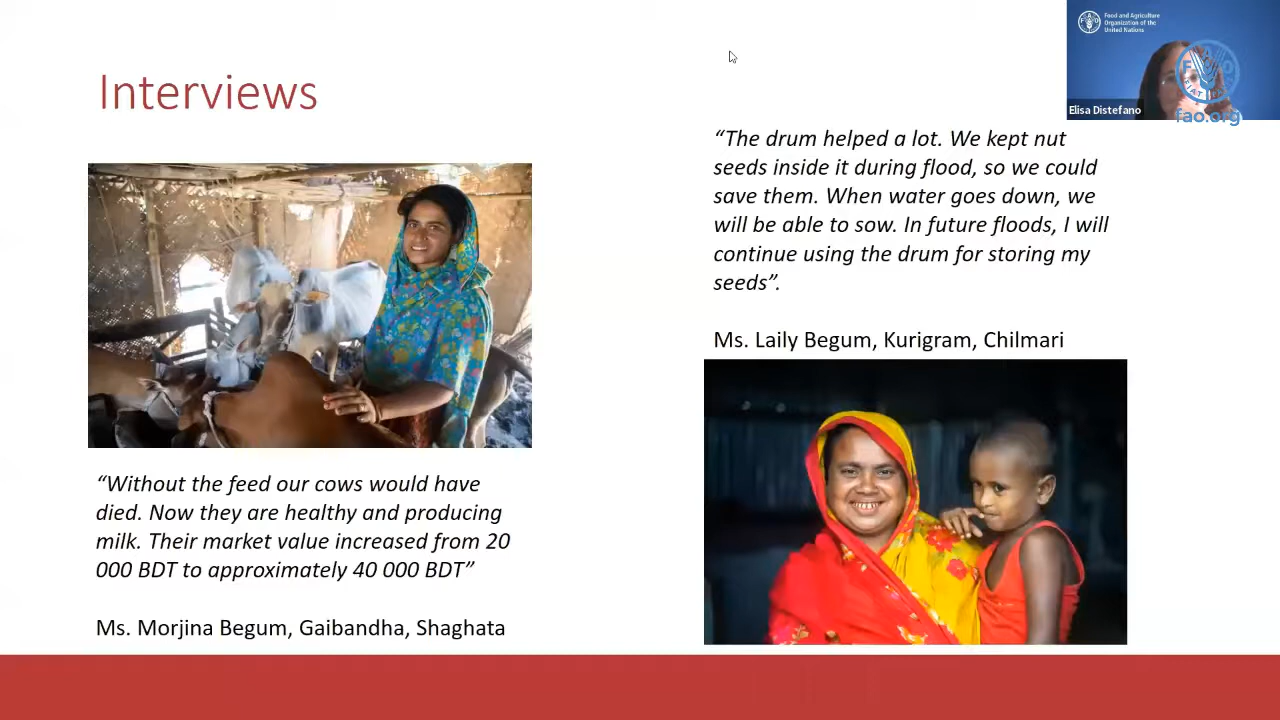 Interviews
Food and Agriculture
Organization of the
United Nations
Elisa Distefano
fao.org
“Without the feed our cows would have
died. Now they are healthy and producing
milk. Their market value increased from 20
000 BDT to approximately 40 000 BDT”
Ms. Morjina Begum, Gaibandha, Shaghata
“The drum helped a lot. We kept nut
seeds inside it during flood, so we could
save them. When water goes down, we
will be able to sow. In future floods, I will
continue using the drum for storing my
seeds”.
Ms. Laily Begum, Kurigram, Chilmari